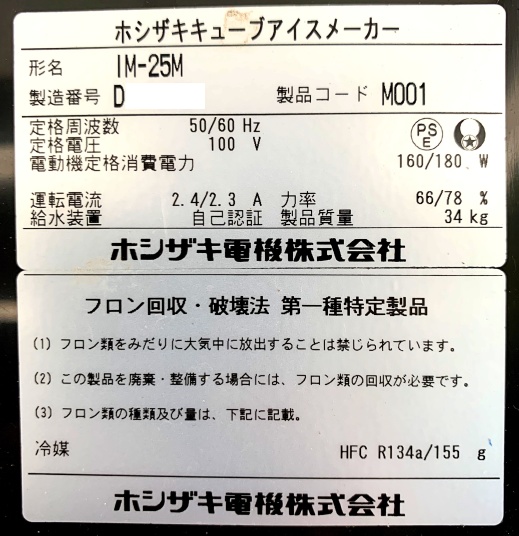 ホシザキキューブアイスメーカー
形名 IM-25M
製造番号 D 製品コード M001
定格周波数 50/60 Hz
定格電圧 100 V
電動機定格消費電力 160/180 W
PSE
運転電流 2.4/2.3 A 力率 66/78 %
給水装置 自己認証 製品質量 34 kg
ホシザキ電機株式会社
フロン回収・破壊法 第一種特定製品
(1) フロン類をみだりに大気中に放出することは禁じられています。
(2) この製品を廃棄・整備する場合には、フロン類の回収が必要です。
(3) フロン類の種類及び量は、下記に記載。
冷媒 HFC R134a/155 g
ホシザキ電機株式会社